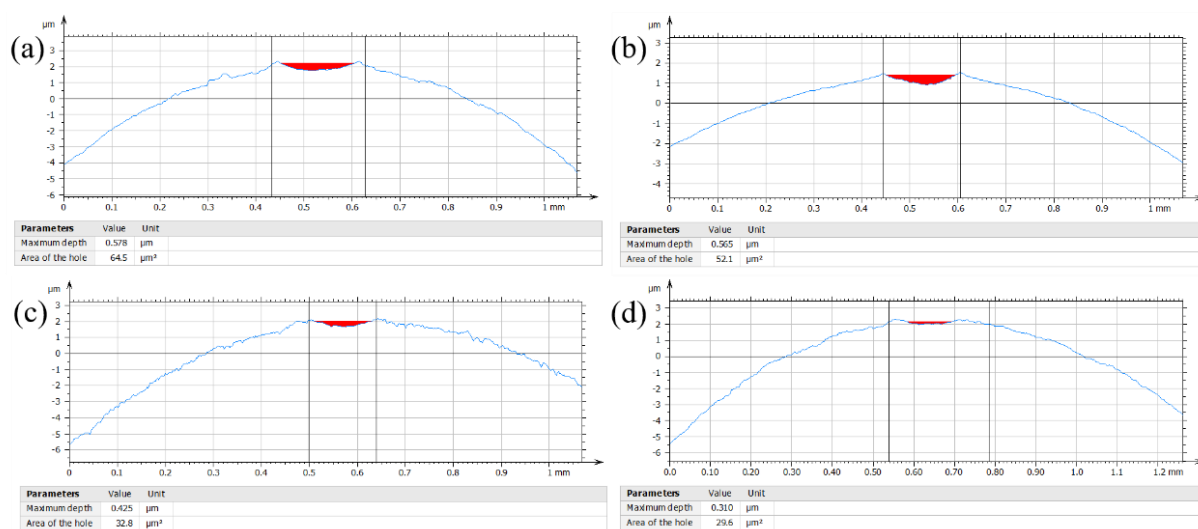 (a)
µm
3
2
1
0
-1
-2
-3
-4
-5
-6
0 0.1 0.2 0.3 0.4 0.5 0.6 0.7 0.8 0.9 1 mm
Parameters Value Unit
Maximum depth 0.578 µm
Area of the hole 64.5 µm²
(b)
µm
3
2
1
0
-1
-2
-3
-4
0 0.1 0.2 0.3 0.4 0.5 0.6 0.7 0.8 0.9 1.0 mm
Parameters Value Unit
Maximum depth 0.565 µm
Area of the hole 52.1 µm²
(c)
µm
3
2
1
0
-1
-2
-3
-4
-5
-6
0 0.1 0.2 0.3 0.4 0.5 0.6 0.7 0.8 0.9 1 mm
Parameters Value Unit
Maximum depth 0.425 µm
Area of the hole 32.8 µm²
(d)
µm
3
2
1
0
-1
-2
-3
-4
-5
-6
0.0 0.10 0.20 0.30 0.40 0.50 0.60 0.70 0.80 0.90 1.0 1.1 1.2 mm
Parameters Value Unit
Maximum depth 0.310 µm
Area of the hole 29.6 µm²